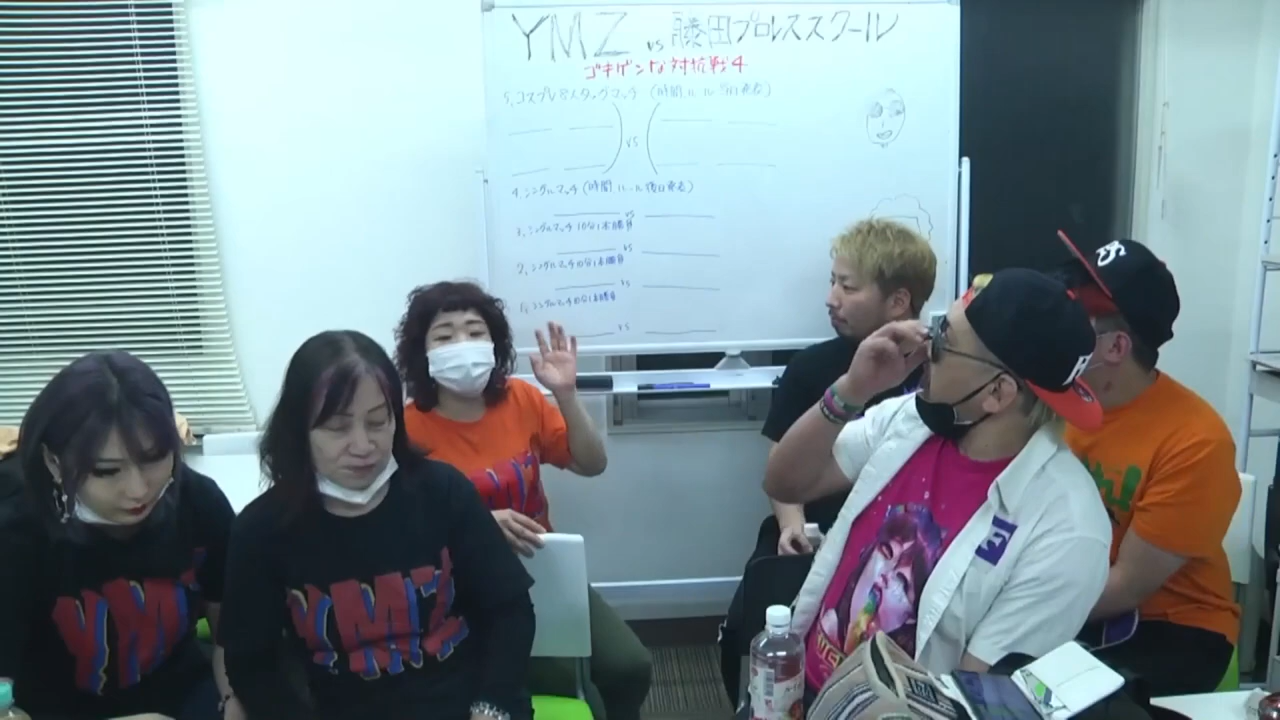 YMZ vs 藤田プロレススクール
ゴキゲンな対抗戦4
5. コスプレ8人タッグマッチ (時間 ルール当日発表)
vs
4. シングルマッチ (時間 ルール後日発表)
vs
3. シングルマッチ 10分1本勝負
vs
2. シングルマッチ 10分1本勝負
vs
1. シングルマッチ 10分1本勝負
vs
YMZ
YMZ
YMZ